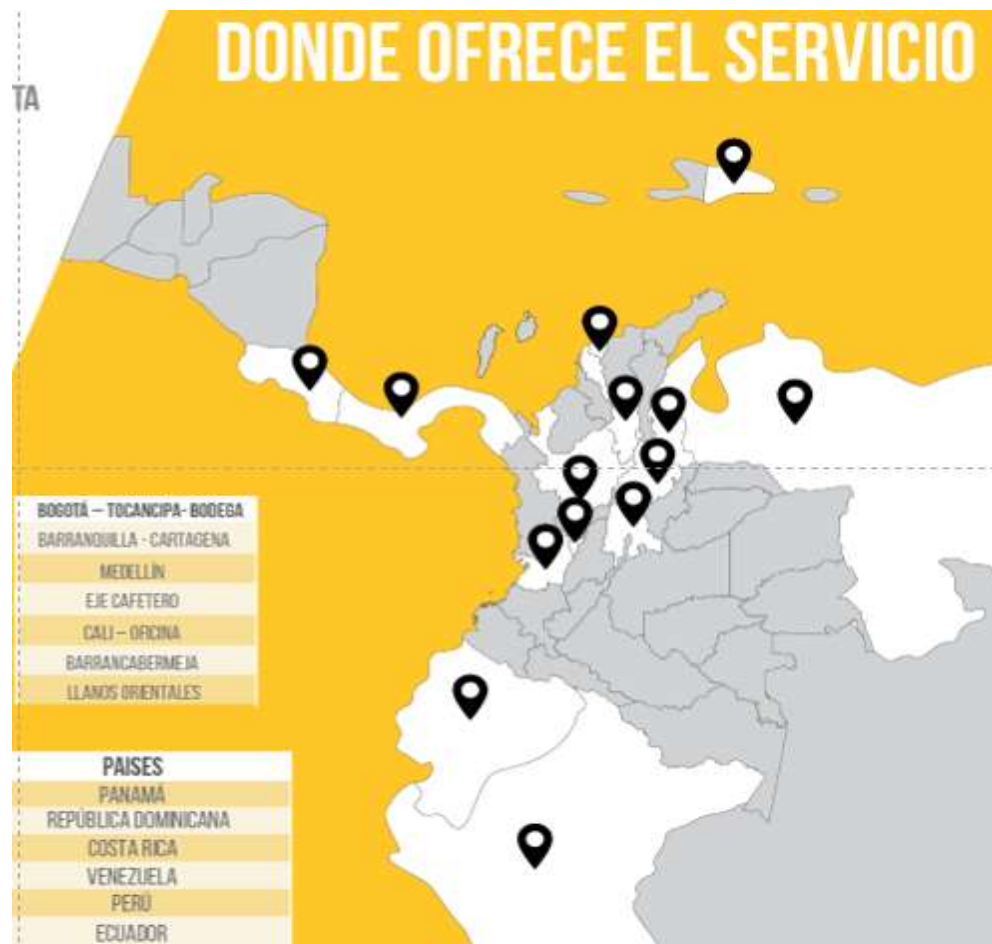 DONDE OFRECE EL SERVICIO
TA
BOGOTÁ – TOCANCIPA- BODEGA
BARRANQUILLA - CARTAGENA
MEDELLÍN
EJE CAFETERO
CALI – OFICINA
BARRANCABERMEJA
LLANOS ORIENTALES
PAISES
PANAMÁ
REPÚBLICA DOMINICANA
COSTA RICA
VENEZUELA
PERÚ
ECUADOR